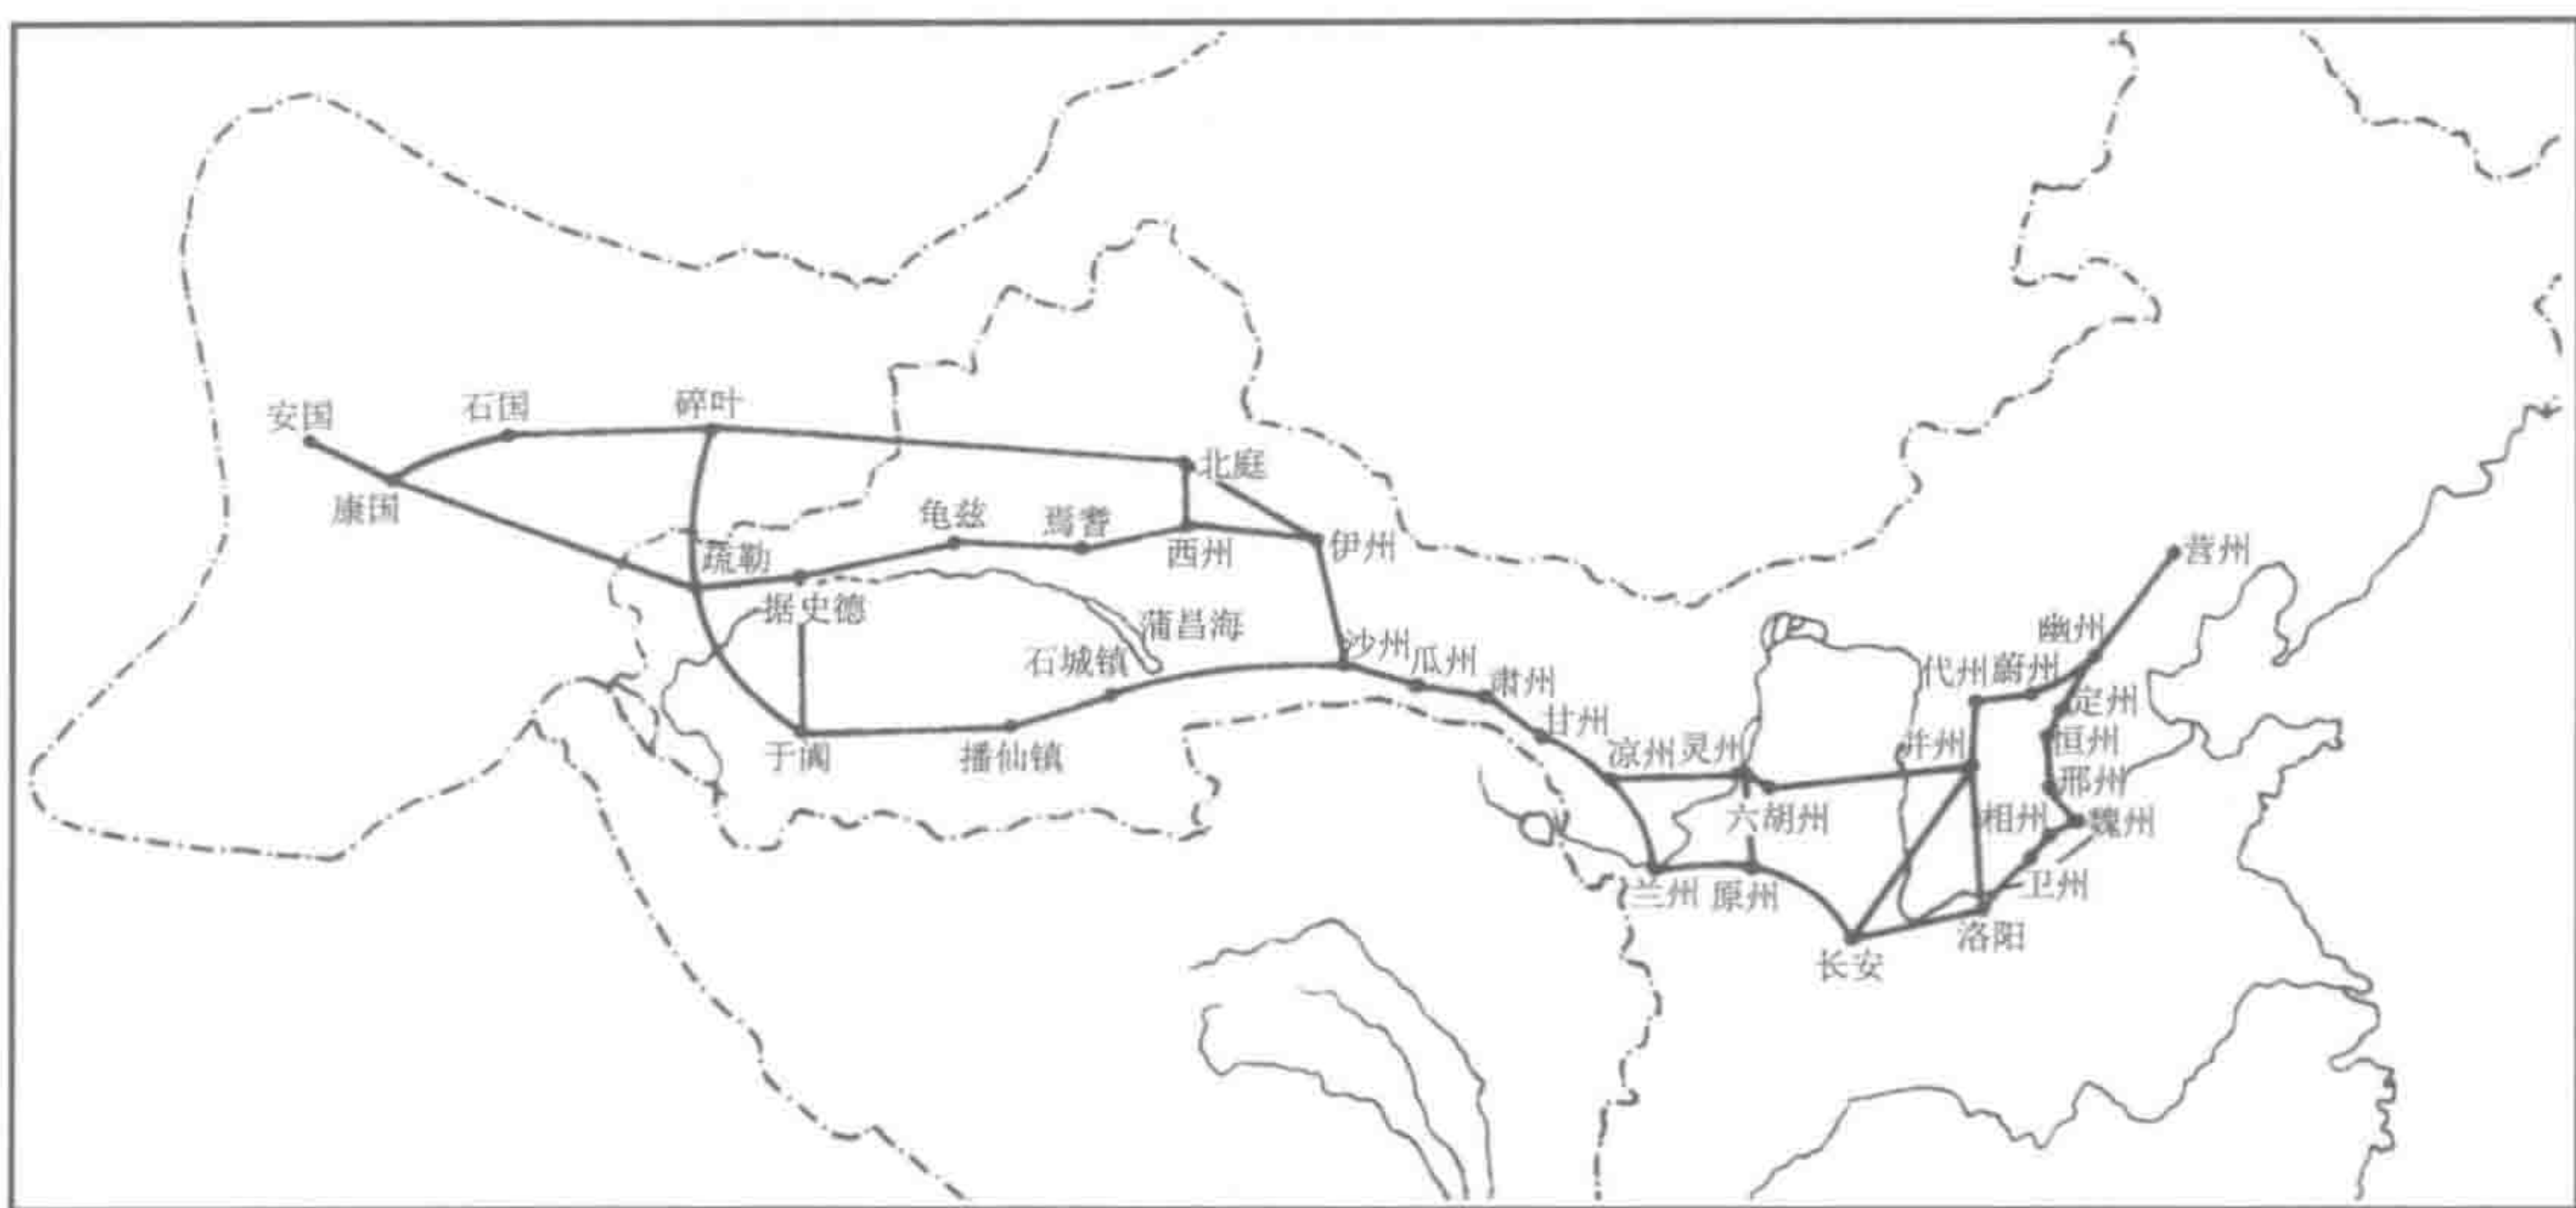 安国
石国
碎叶
康国
北庭
龟兹
焉耆
西州
伊州
疏勒
据史德
蒲昌海
石城镇
沙州
瓜州
肃州
甘州
于阗
播仙镇
凉州
灵州
六胡州
兰州
原州
长安
洛阳
营州
幽州
代州
蔚州
定州
恒州
并州
邢州
相州
魏州
卫州